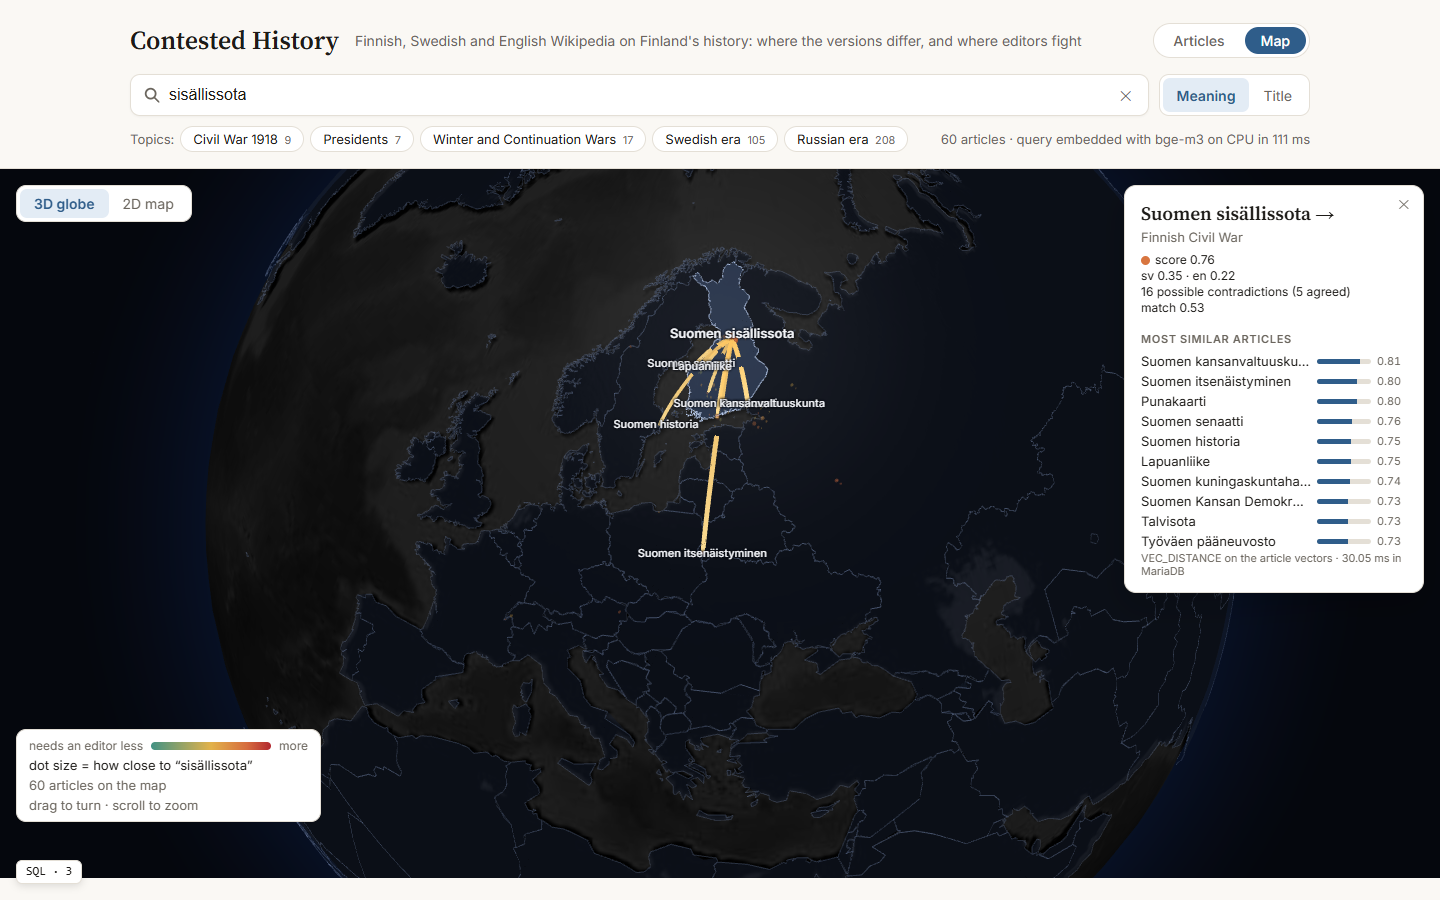 Contested History
Finnish, Swedish and English Wikipedia on Finland's history: where the versions differ, and where editors fight
Articles
Map
sisällissota
Meaning
Title
Topics:
Civil War 1918 9
Presidents 7
Winter and Continuation Wars 17
Swedish era 105
Russian era 208
60 articles · query embedded with bge-m3 on CPU in 111 ms
3D globe
2D map
Suomen sisällissota →
Finnish Civil War
score 0.76
sv 0.35 · en 0.22
16 possible contradictions (5 agreed)
match 0.53
MOST SIMILAR ARTICLES
Suomen kansanvaltuusku... 0.81
Suomen itsenäistyminen 0.80
Punakaarti 0.80
Suomen senaatti 0.76
Suomen historia 0.75
Lapuanliike 0.75
Suomen kuningaskuntaha... 0.74
Suomen Kansan Demokr... 0.73
Talvisota 0.73
Työväen pääneuvosto 0.73
VEC_DISTANCE on the article vectors · 30.05 ms in
MariaDB
Suomen sisällissota
Suomen senaatti
Lapuanliike
Suomen kansanvaltuuskunta
Suomen historia
Suomen itsenäistyminen
needs an editor less more
dot size = how close to “sisällissota”
60 articles on the map
drag to turn · scroll to zoom
SQL · 3